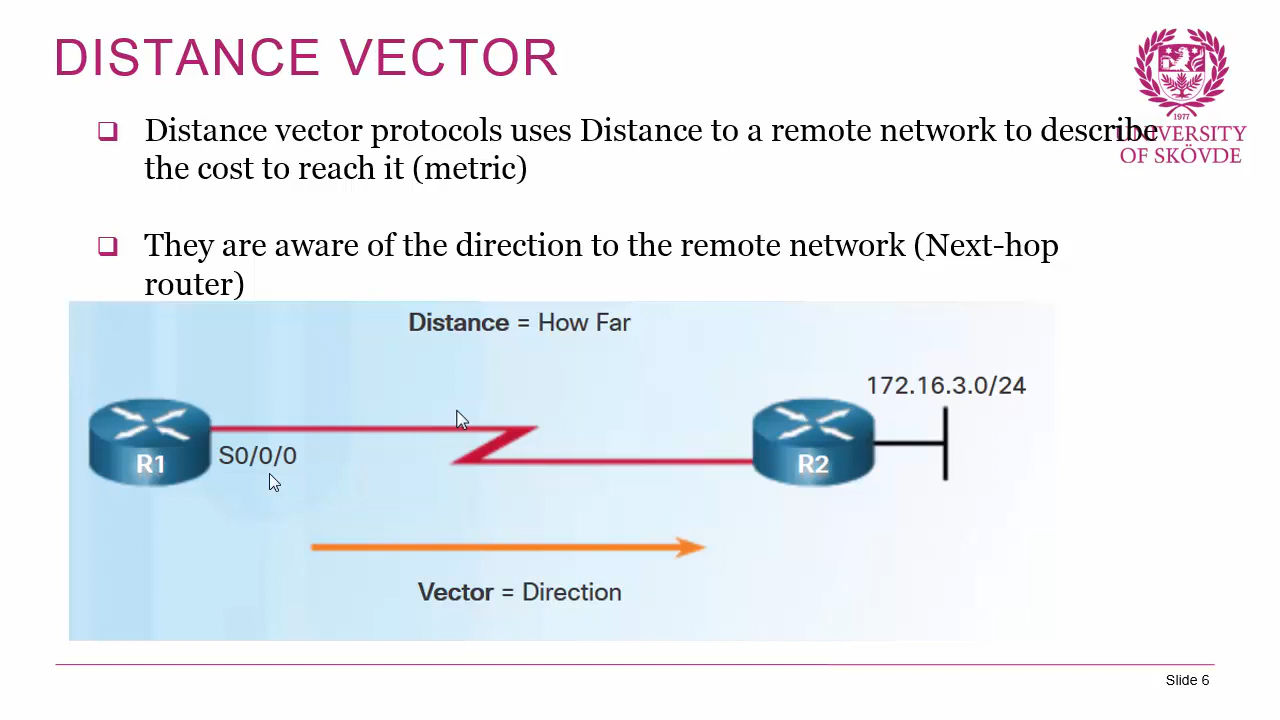 DISTANCE VECTOR
Distance vector protocols uses Distance to a remote network to describe
the cost to reach it (metric)
They are aware of the direction to the remote network (Next-hop
router)
1977
UNIVERSITY
OF SKÖVDE
Distance = How Far
172.16.3.0/24
R1
S0/0/0
R2
Vector = Direction
Slide 6